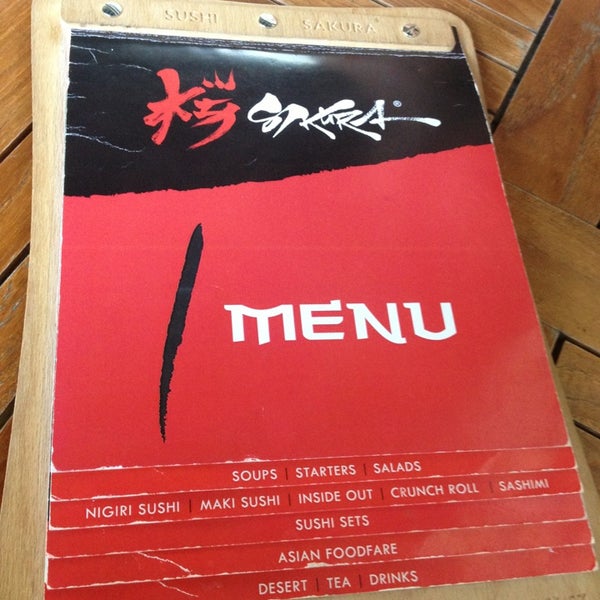 SUSHI SAKURA
桜 SAKURA®
MENU
SOUPS | STARTERS | SALADS
NIGIRI SUSHI | MAKI SUSHI | INSIDE OUT | CRUNCH ROLL | SASHIMI
SUSHI SETS
ASIAN FOODFARE
DESERT | TEA | DRINKS